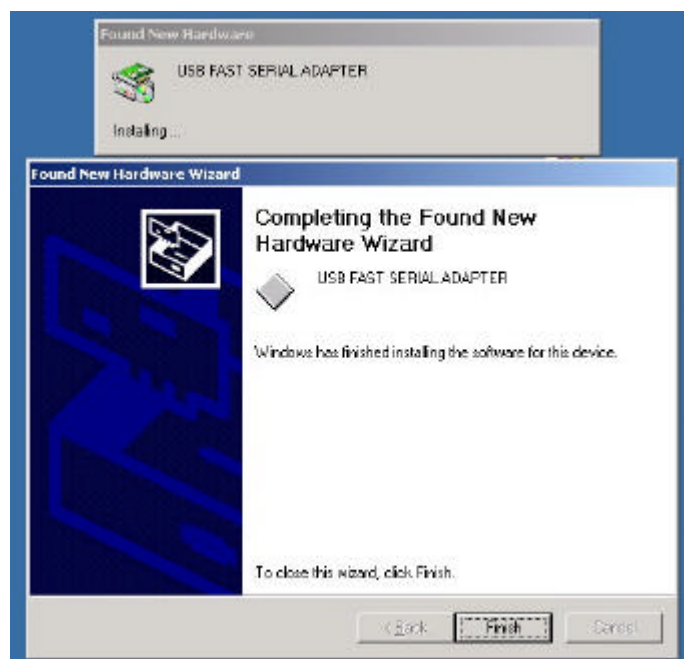 Found New Hardware
USB FAST SERIAL ADAPTER
Installing ...
Found New Hardware Wizard
Completing the Found New
Hardware Wizard
USB FAST SERIAL ADAPTER
Windows has finished installing the software for this device.
To close this wizard, click Finish.
< Back
Finish
Cancel